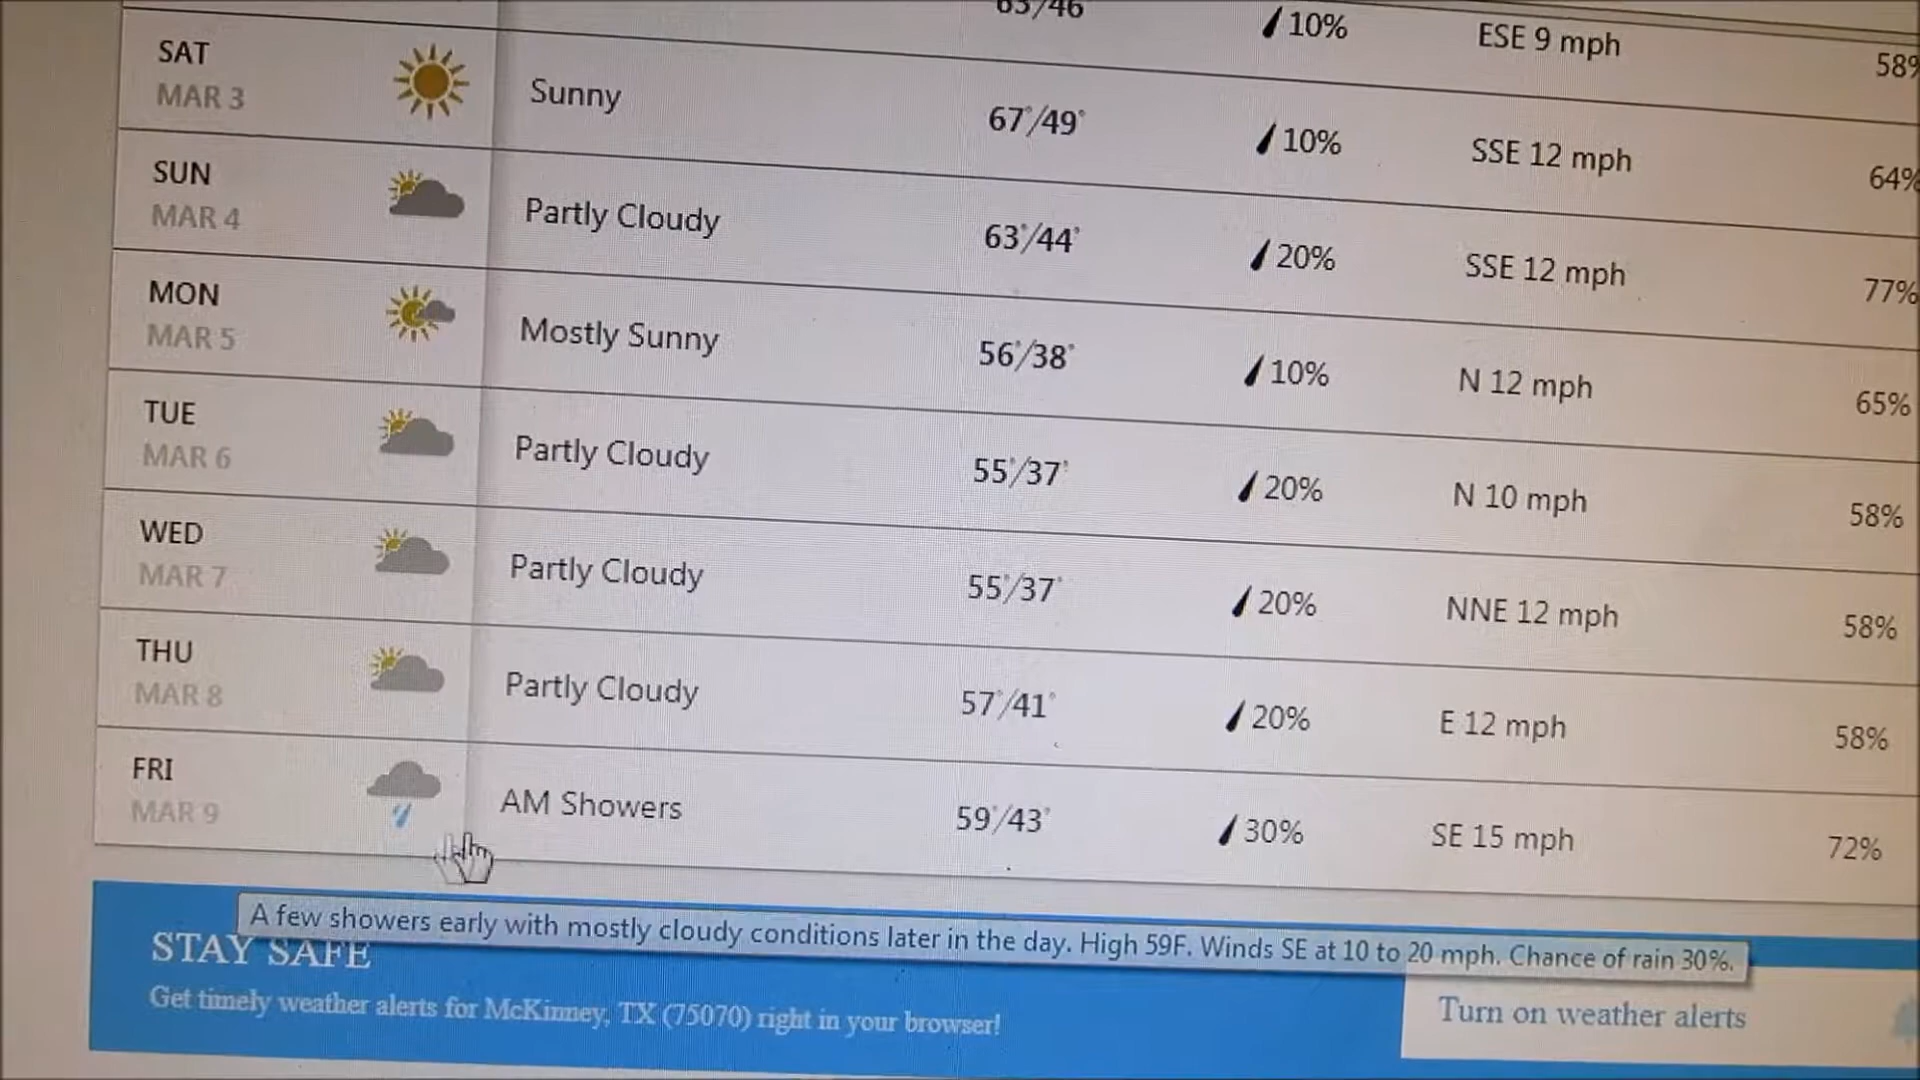 63/46 10% ESE 9 mph 58%
SAT
MAR 3
Sunny 67°/49° 10% SSE 12 mph 64%
SUN
MAR 4
Partly Cloudy 63°/44° 20% SSE 12 mph 77%
MON
MAR 5
Mostly Sunny 56°/38° 10% N 12 mph 65%
TUE
MAR 6
Partly Cloudy 55°/37° 20% N 10 mph 58%
WED
MAR 7
Partly Cloudy 55°/37° 20% NNE 12 mph 58%
THU
MAR 8
Partly Cloudy 57°/41° 20% E 12 mph 58%
FRI
MAR 9
AM Showers 59°/43° 30% SE 15 mph 72%
A few showers early with mostly cloudy conditions later in the day. High 59F. Winds SE at 10 to 20 mph. Chance of rain 30%.
STAY SAFE
Get timely weather alerts for McKinney, TX (75070) right in your browser!
Turn on weather alerts